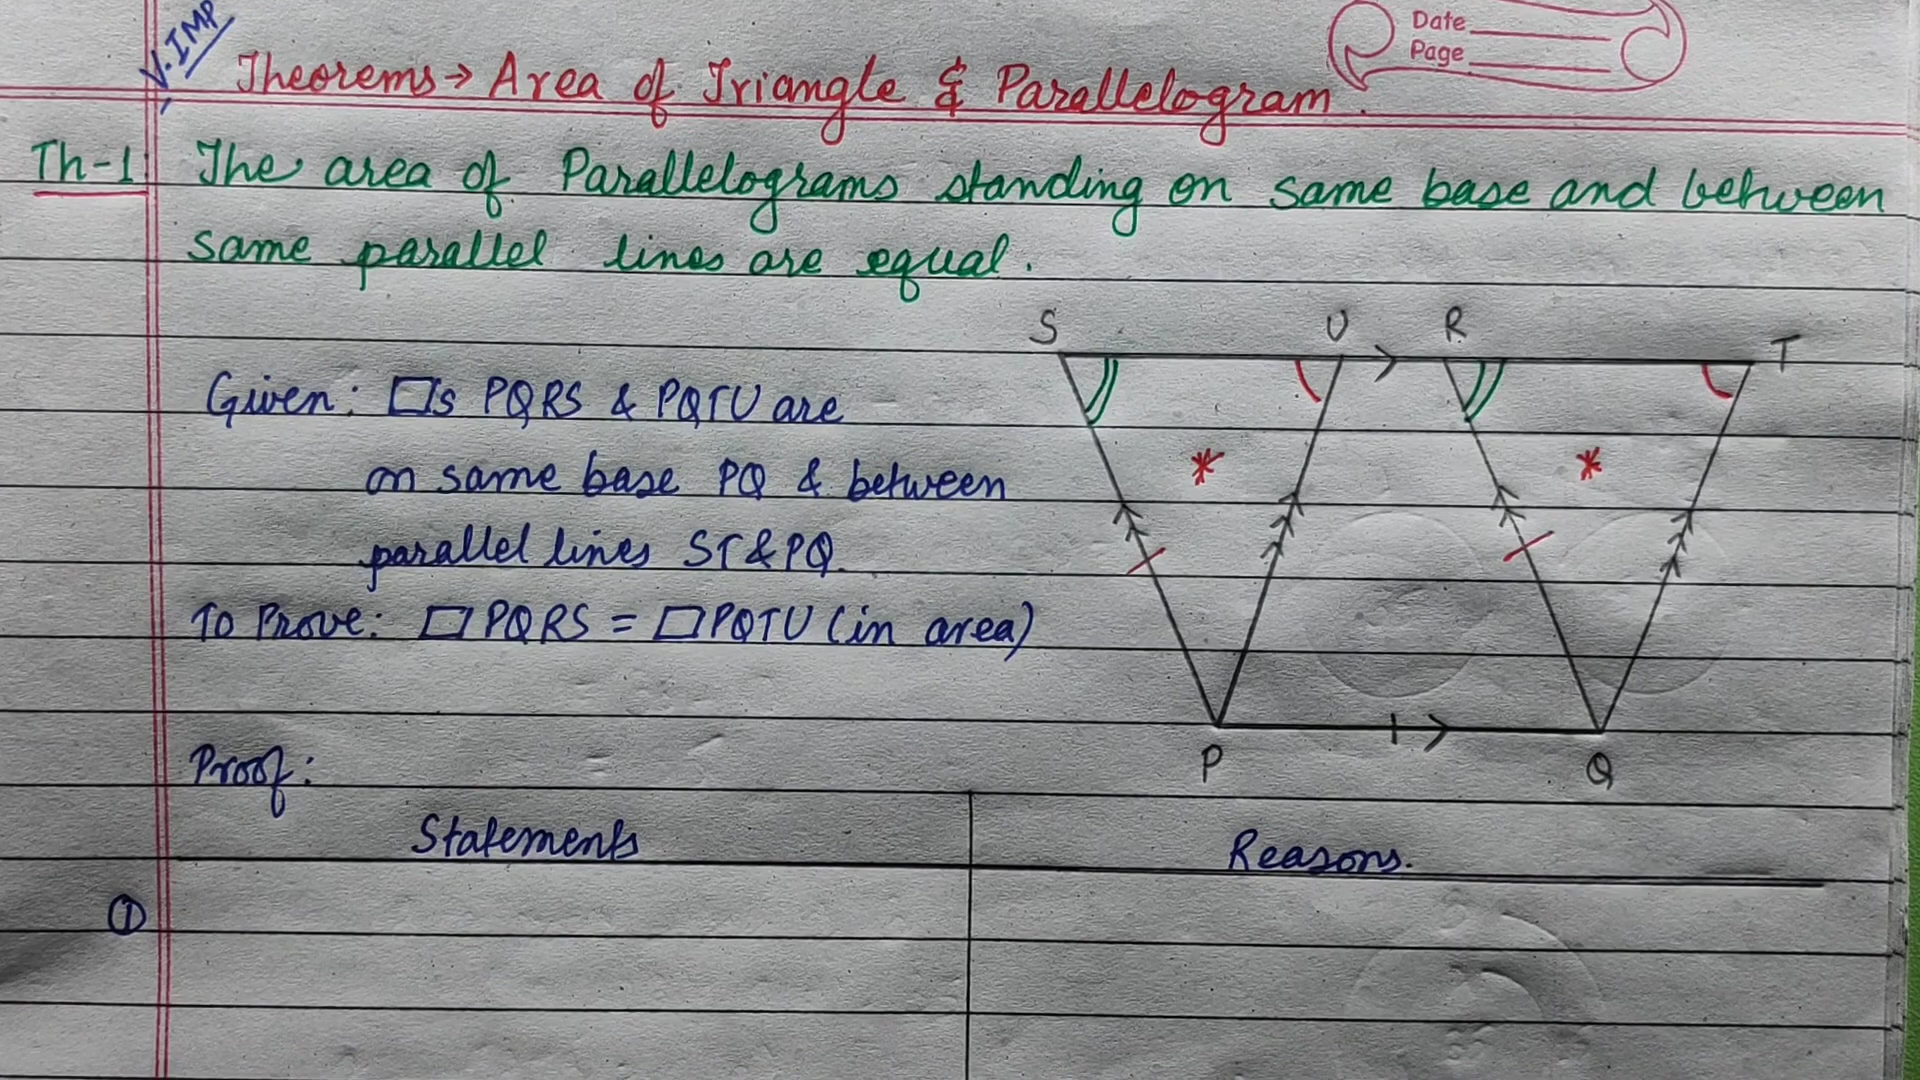 V.IMP
Date
Page
Theorems → Area of Triangle & Parallelogram.
Th-1: The area of Parallelograms standing on same base and between
same parallel lines are equal.
S U R T
Given: ▱s PQRS & PQTU are
on same base PQ & between
parallel lines ST & PQ.
To Prove: ▱PQRS = ▱PQTU (in area)
P Q
Proof:
Statements Reasons.
①